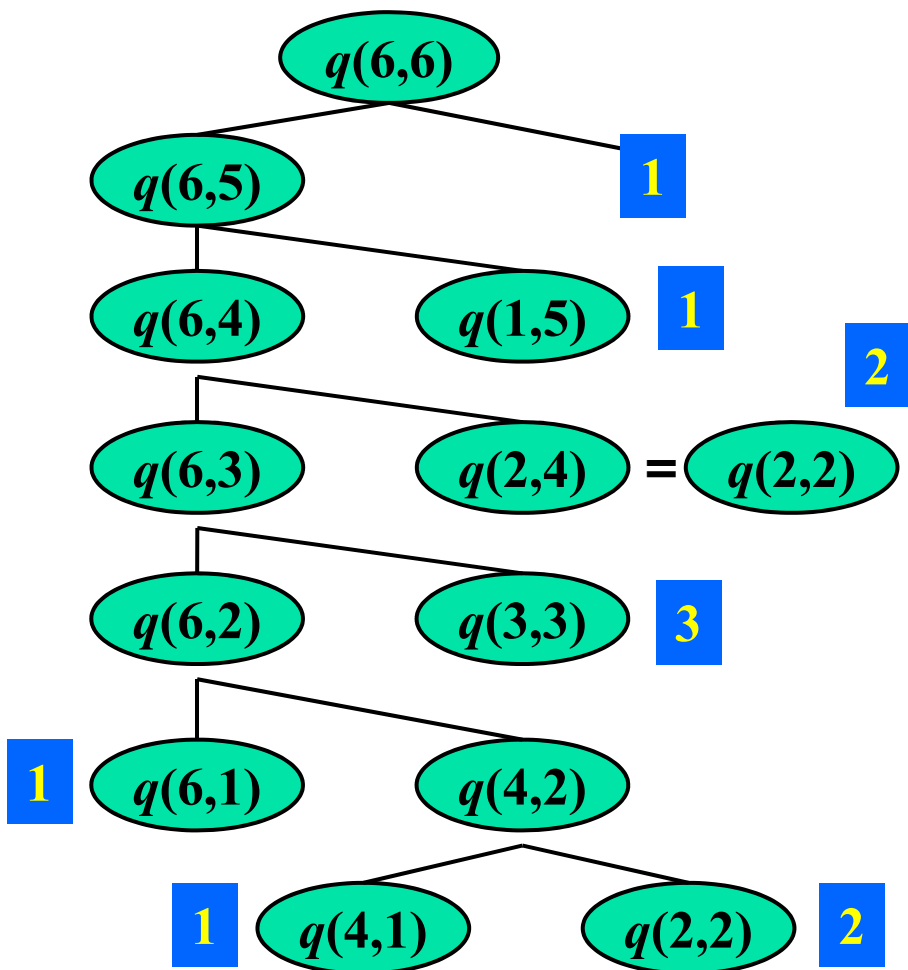 q(6,6)
q(6,5) 1
q(6,4) q(1,5) 1
2
q(6,3) q(2,4) = q(2,2)
q(6,2) q(3,3) 3
1 q(6,1) q(4,2)
1 q(4,1) q(2,2) 2